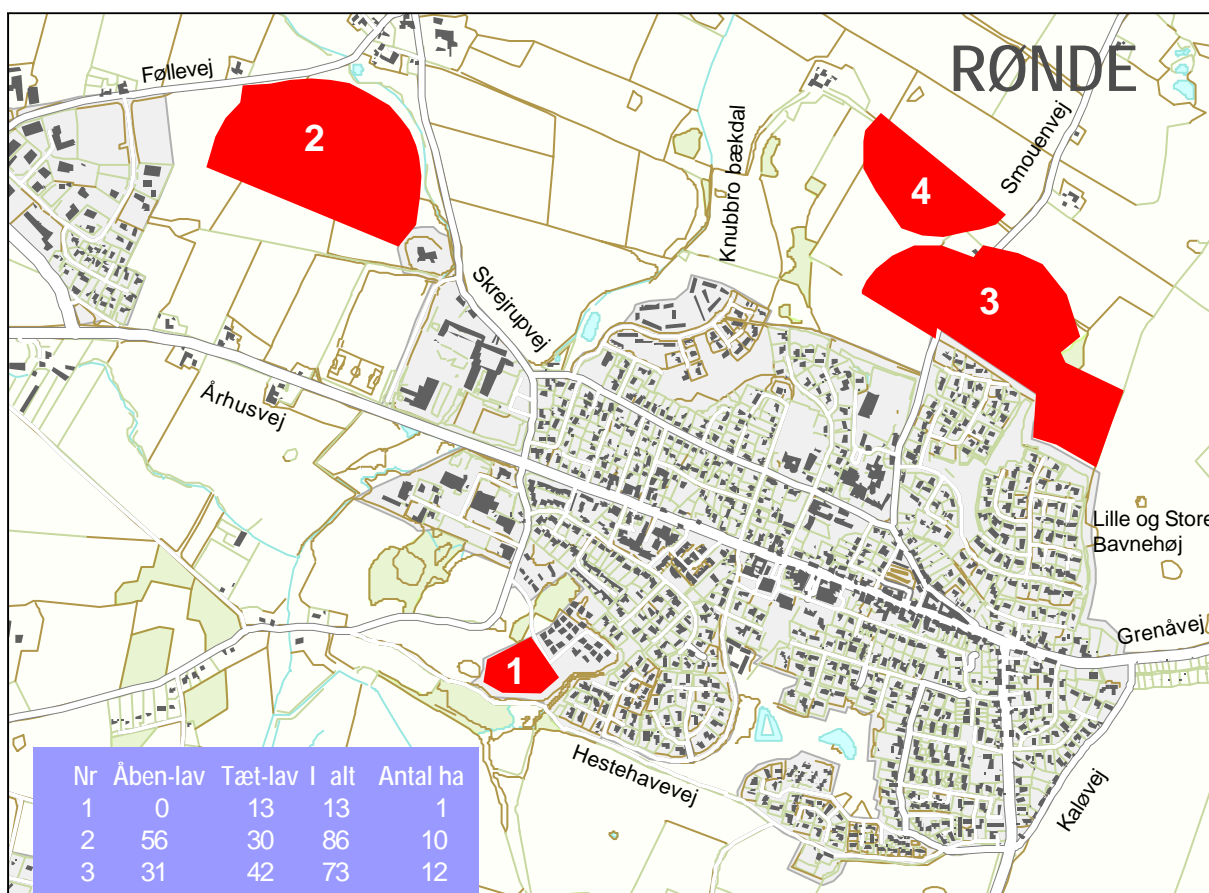 RØNDE
Føllevej
2
Knubbro bækdal
4
Smouenvej
3
Skrejrupvej
Århusvej
Lille og Store
Bavnehøj
Grenåvej
1
Hestehavevej
Kaløvej
Nr Åben-lav Tæt-lav I alt Antal ha
1 0 13 13 1
2 56 30 86 10
3 31 42 73 12